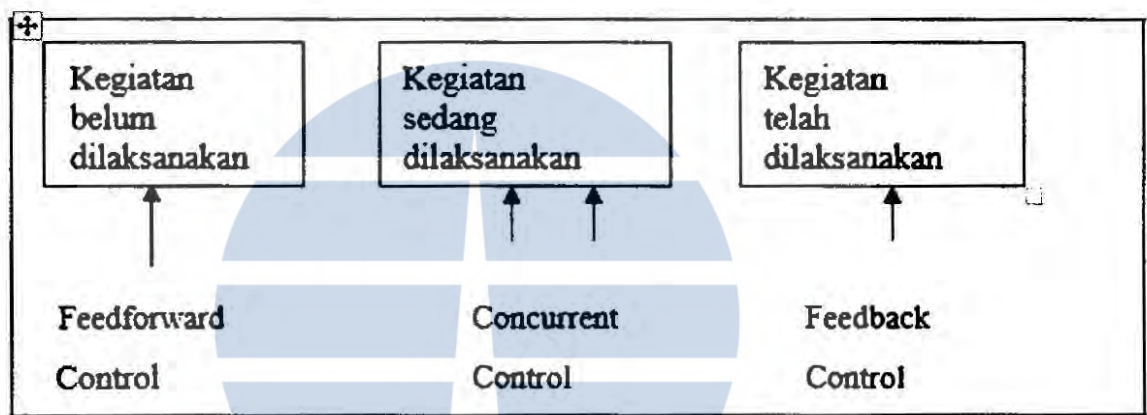 Kegiatan
belum
dilaksanakan
Kegiatan
sedang
dilaksanakan
Kegiatan
telah
dilaksanakan
Feedforward
Control
Concurrent
Control
Feedback
Control